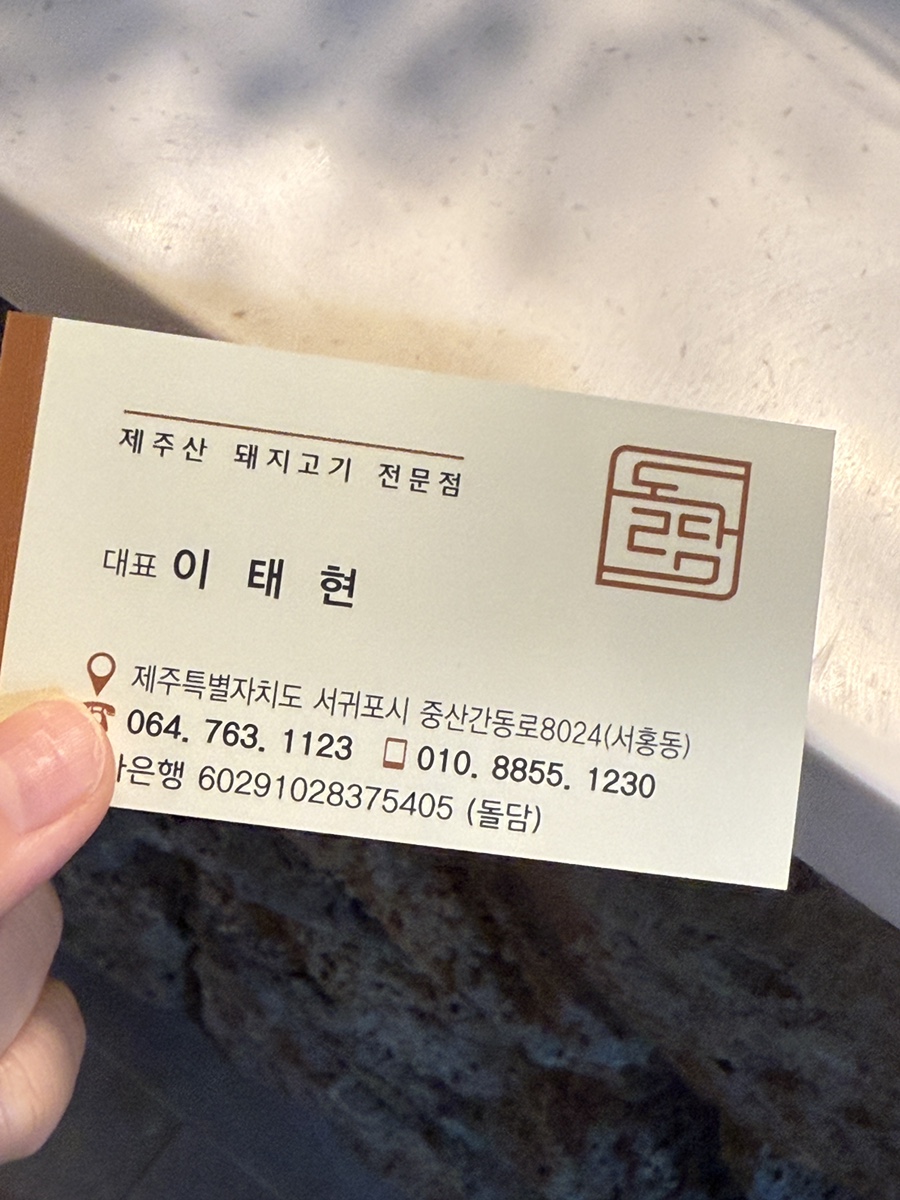 제주산 돼지고기 전문점
돌담
대표 이 태 현
제주특별자치도 서귀포시 중산간동로8024(서홍동)
064. 763. 1123 010. 8855. 1230
60291028375405 (돌담)